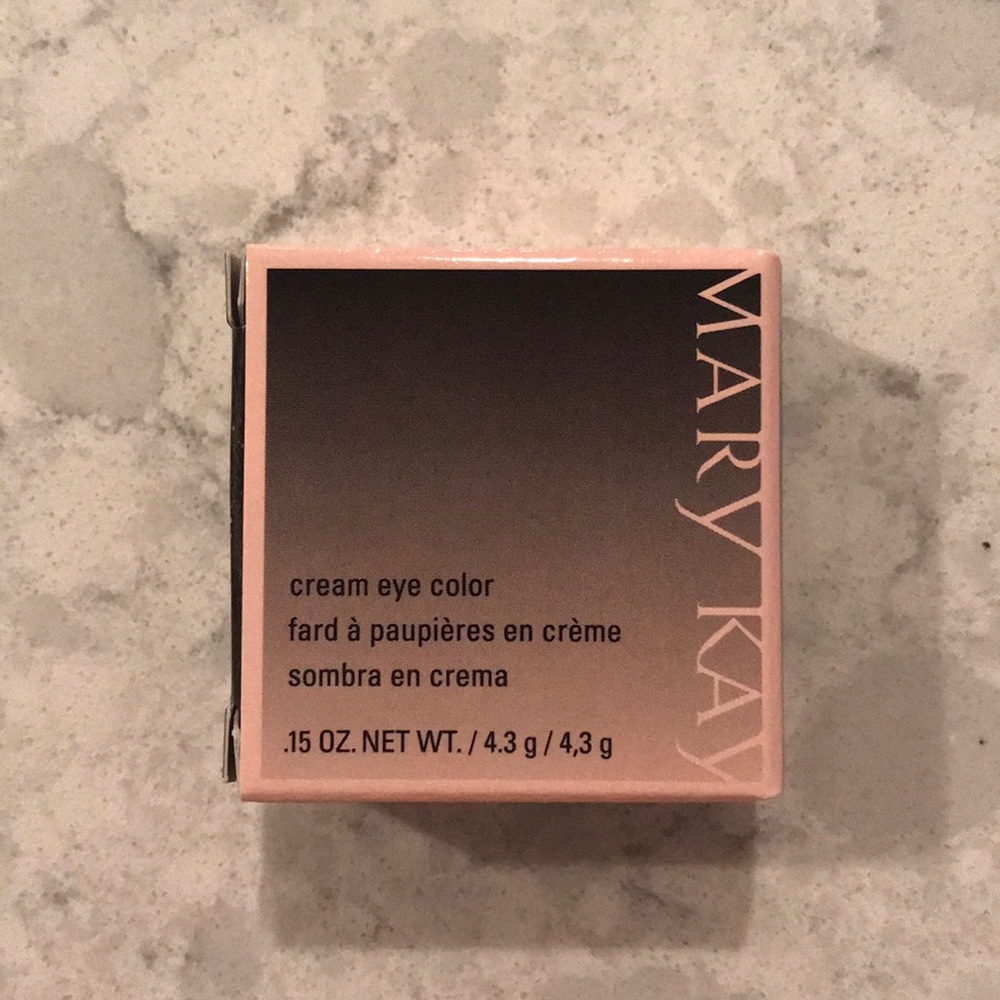 MARY KAY
cream eye color
fard à paupières en crème
sombra en crema
.15 OZ. NET WT. / 4.3 g / 4,3 g